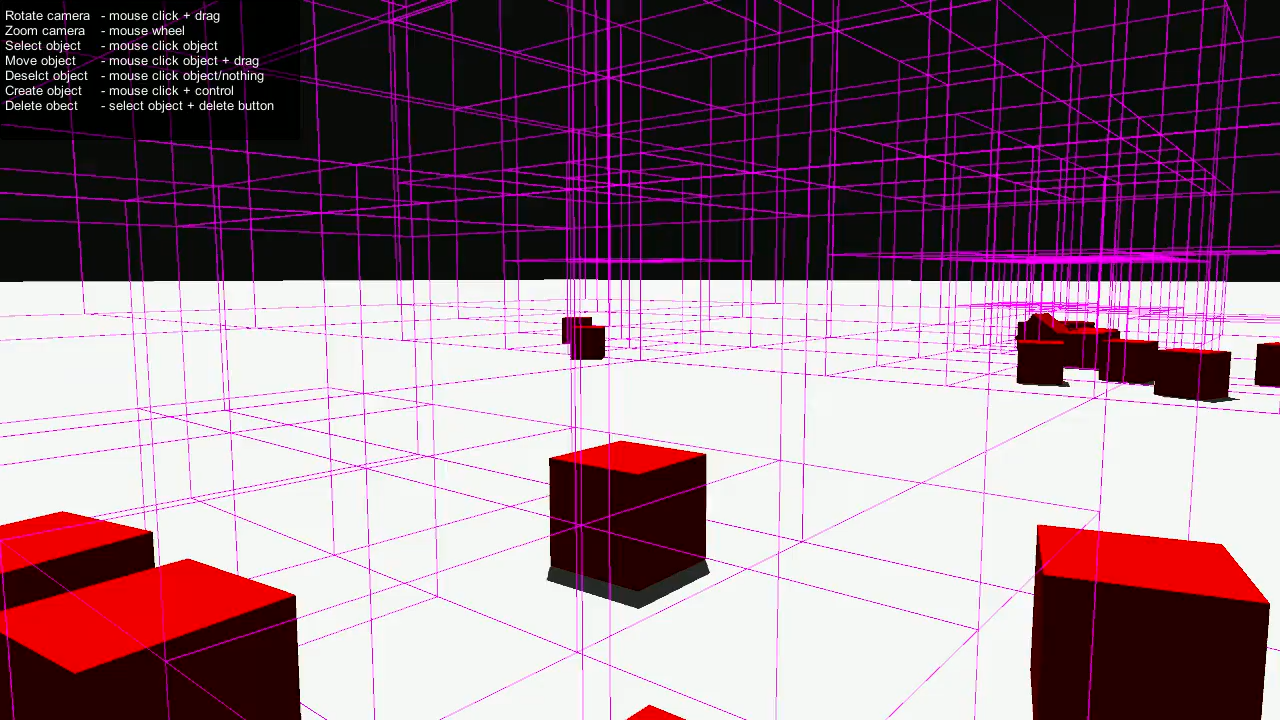 Rotate camera - mouse click + drag
Zoom camera - mouse wheel
Select object - mouse click object
Move object - mouse click object + drag
Deselct object - mouse click object/nothing
Create object - mouse click + control
Delete obect - select object + delete button